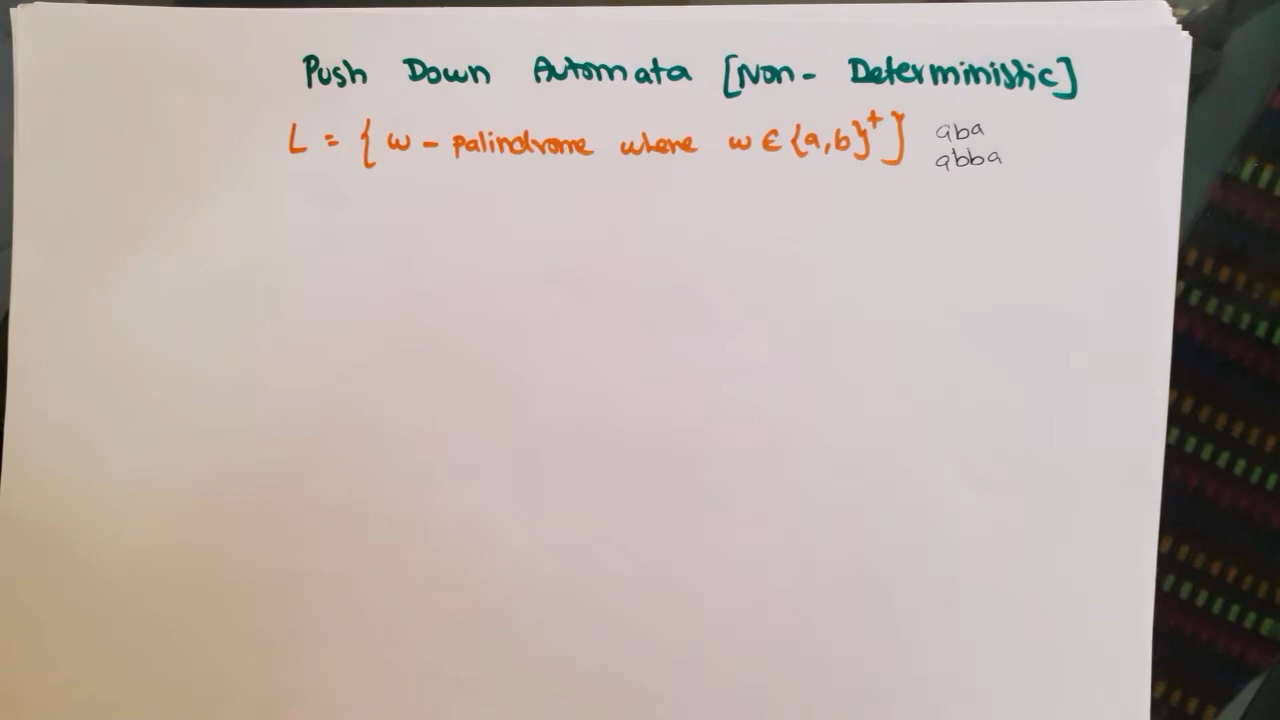 Push Down Automata [Non-Deterministic]
L = { w - palindrome where w ∈ {a,b}⁺ }
aba
abba